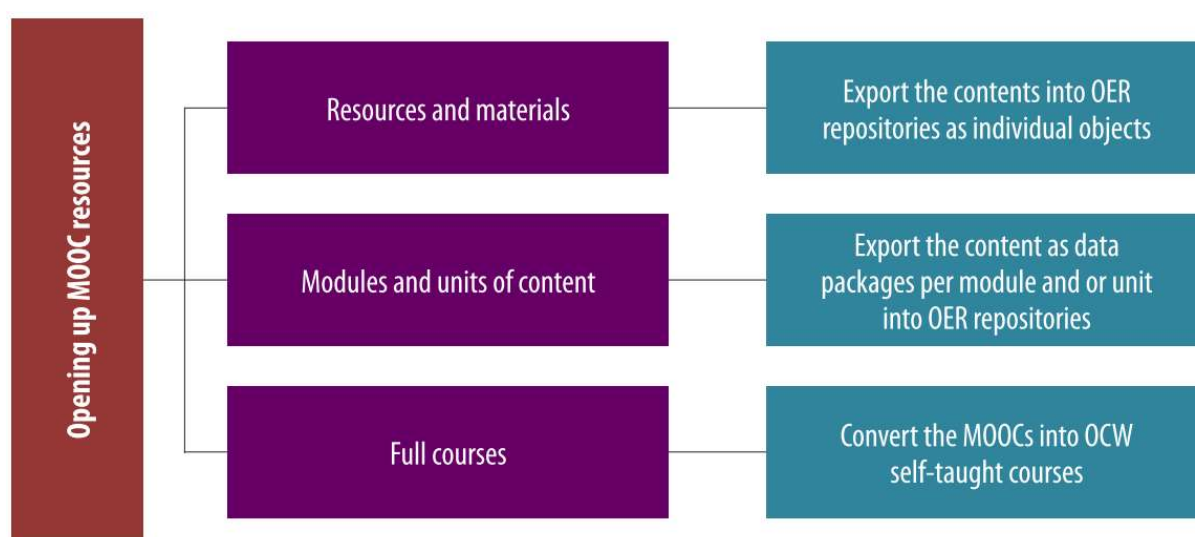 Opening up MOOC resources
Resources and materials
Export the contents into OER
repositories as individual objects
Modules and units of content
Export the content as data
packages per module and or unit
into OER repositories
Full courses
Convert the MOOCs into OCW
self-taught courses